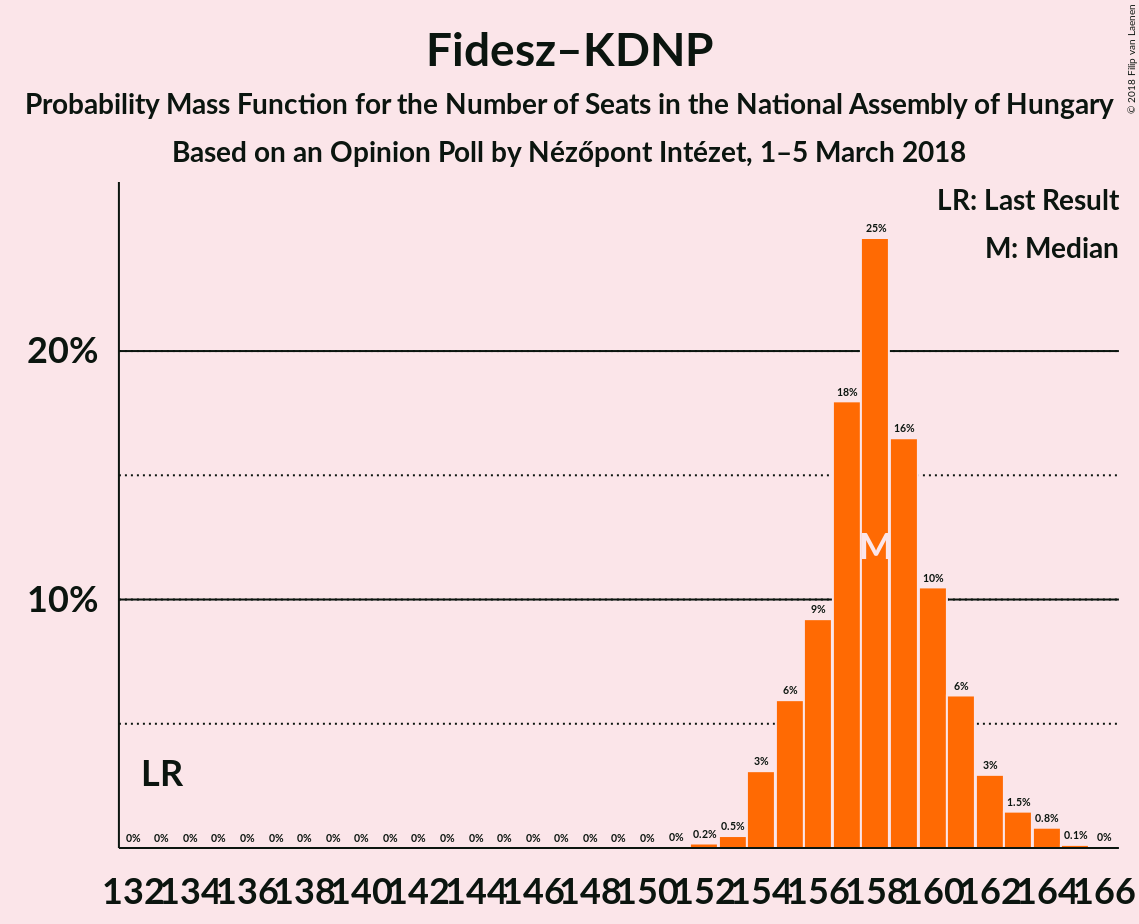 Fidesz–KDNP
Probability Mass Function for the Number of Seats in the National Assembly of Hungary
Based on an Opinion Poll by Nézőpont Intézet, 1–5 March 2018
© 2018 Filip van Laenen
LR: Last Result
M: Median
20%
10%
LR
M
0% 0% 0% 0% 0% 0% 0% 0% 0% 0% 0% 0% 0% 0% 0% 0% 0% 0% 0% 0% 0.2% 0.5% 3% 6% 9% 18% 25% 16% 10% 6% 3% 1.5% 0.8% 0.1% 0%
132 134 136 138 140 142 144 146 148 150 152 154 156 158 160 162 164 166